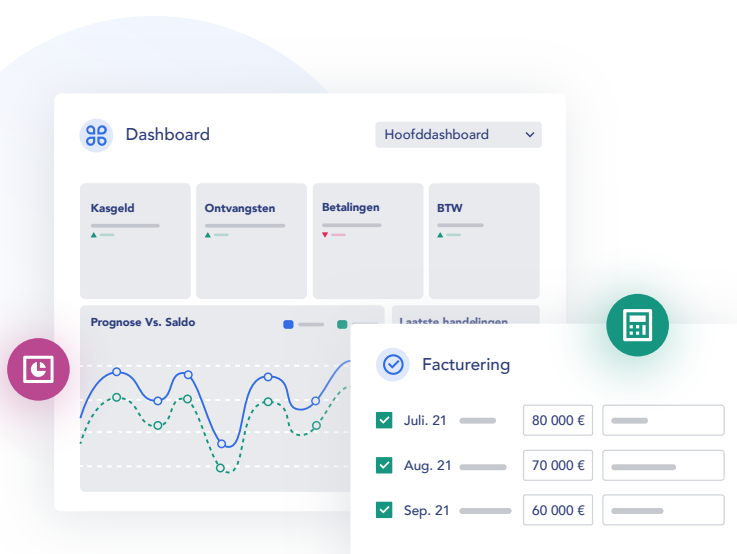 Dashboard
Hoofddashboard
Kasgeld
Ontvangsten
Betalingen
BTW
Prognose Vs. Saldo
Laatste handelingen
Facturering
Juli. 21
80 000 €
Aug. 21
70 000 €
Sep. 21
60 000 €